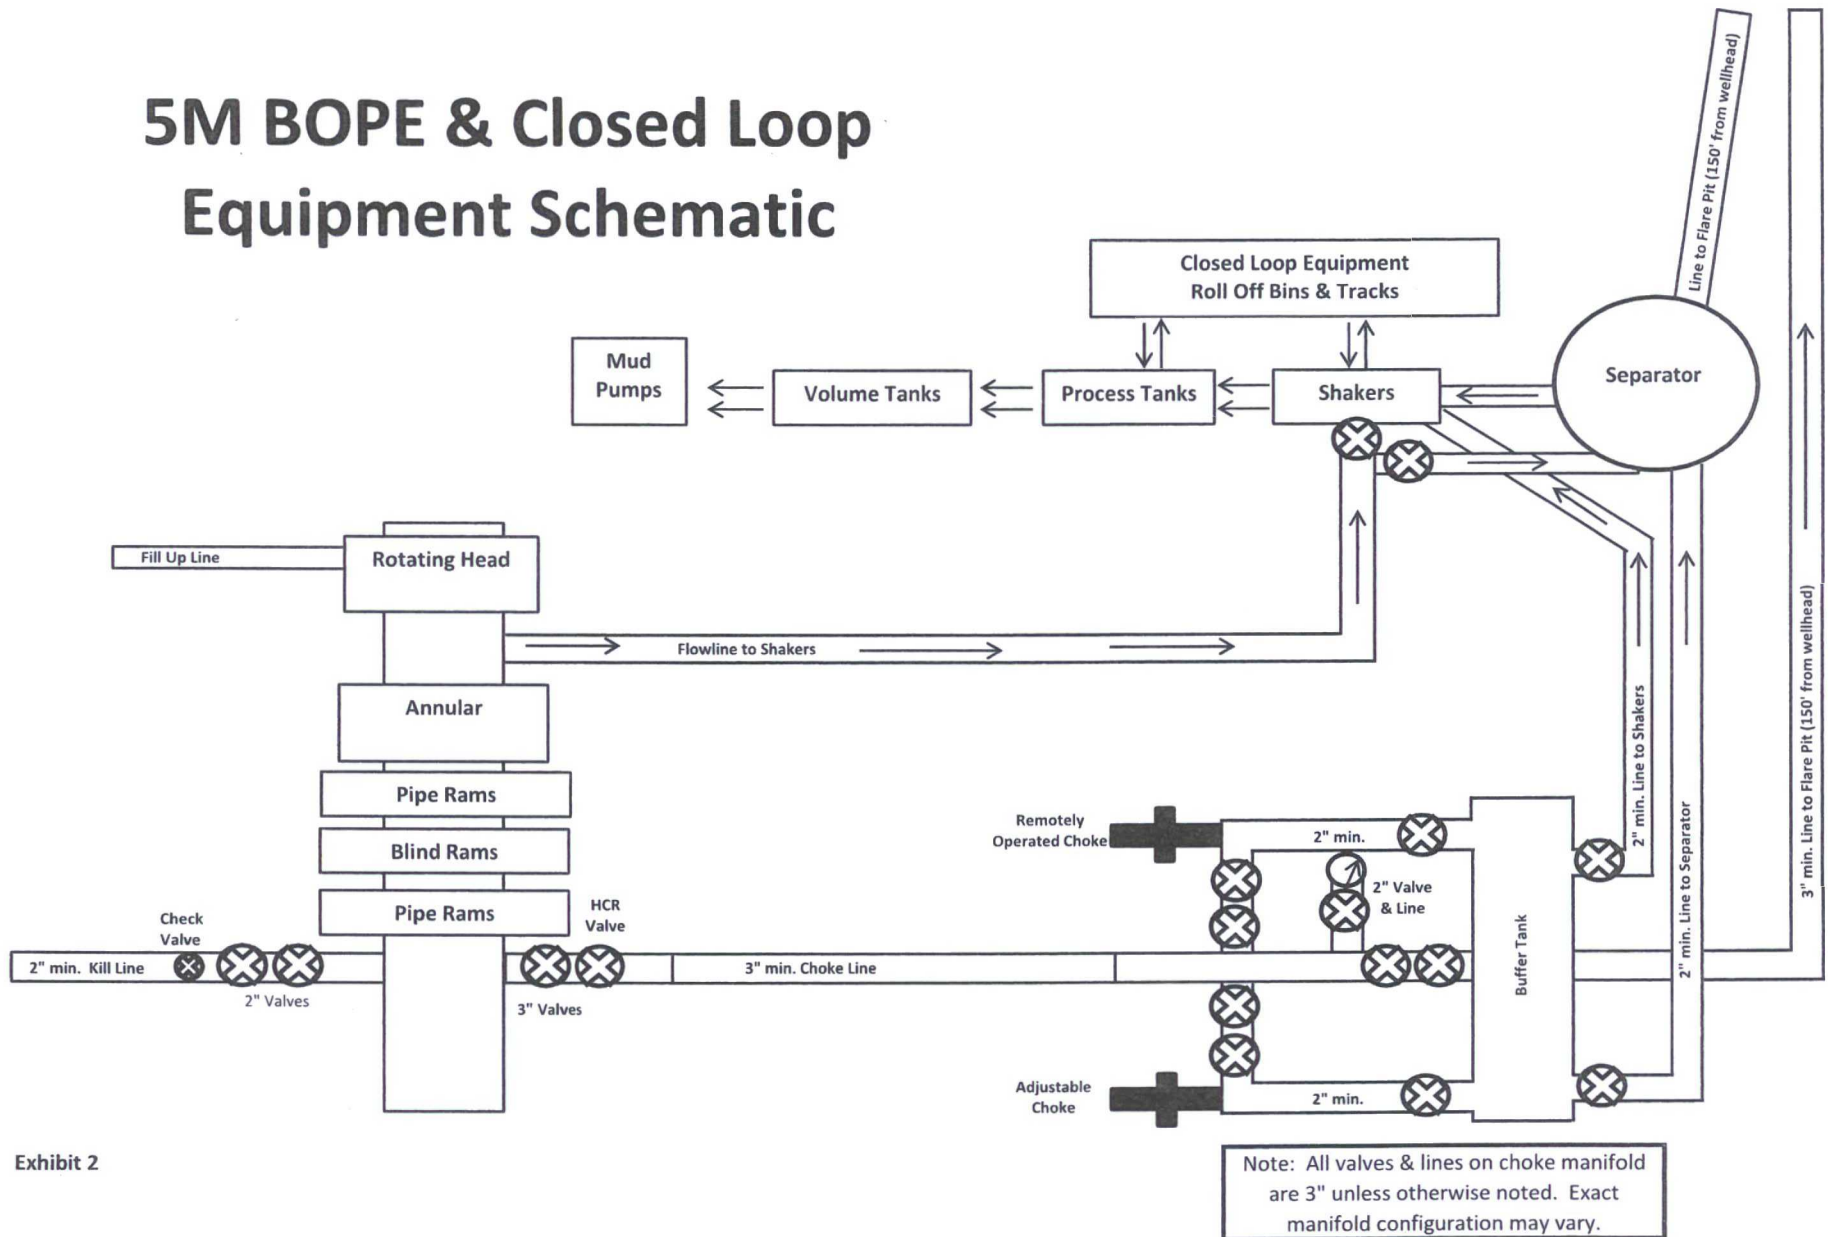 5M BOPE & Closed Loop
Equipment Schematic
Line to Flare Pit (150' from wellhead)
Closed Loop Equipment
Roll Off Bins & Tracks
Mud
Pumps
Volume Tanks
Process Tanks
Shakers
Separator
Fill Up Line
Rotating Head
Flowline to Shakers
Annular
Pipe Rams
Blind Rams
Pipe Rams
Check
Valve
HCR
Valve
2" min. Kill Line
2" Valves
3" Valves
3" min. Choke Line
Remotely
Operated Choke
2" min.
2" Valve
& Line
Buffer Tank
2" min. Line to Shakers
2" min. Line to Separator
3" min. Line to Flare Pit (150' from wellhead)
Adjustable
Choke
2" min.
Exhibit 2
Note: All valves & lines on choke manifold
are 3" unless otherwise noted. Exact
manifold configuration may vary.